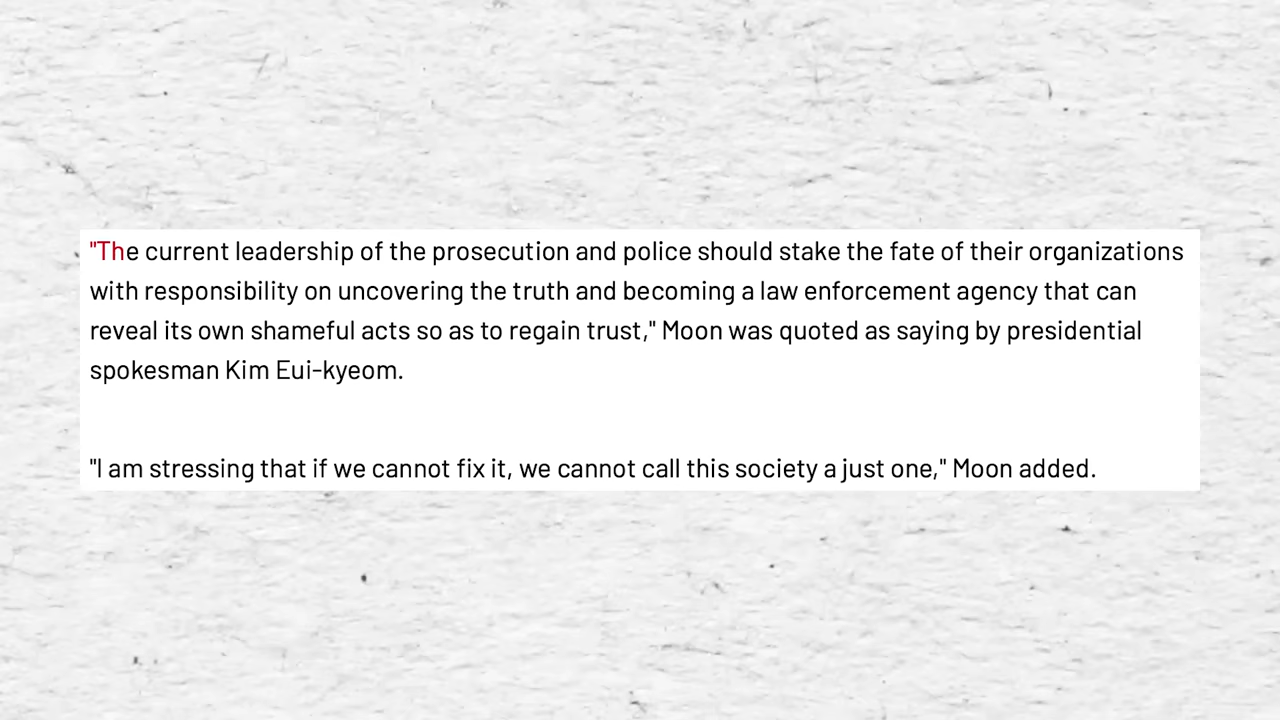 "The current leadership of the prosecution and police should stake the fate of their organizations
with responsibility on uncovering the truth and becoming a law enforcement agency that can
reveal its own shameful acts so as to regain trust," Moon was quoted as saying by presidential
spokesman Kim Eui-kyeom.
"I am stressing that if we cannot fix it, we cannot call this society a just one," Moon added.